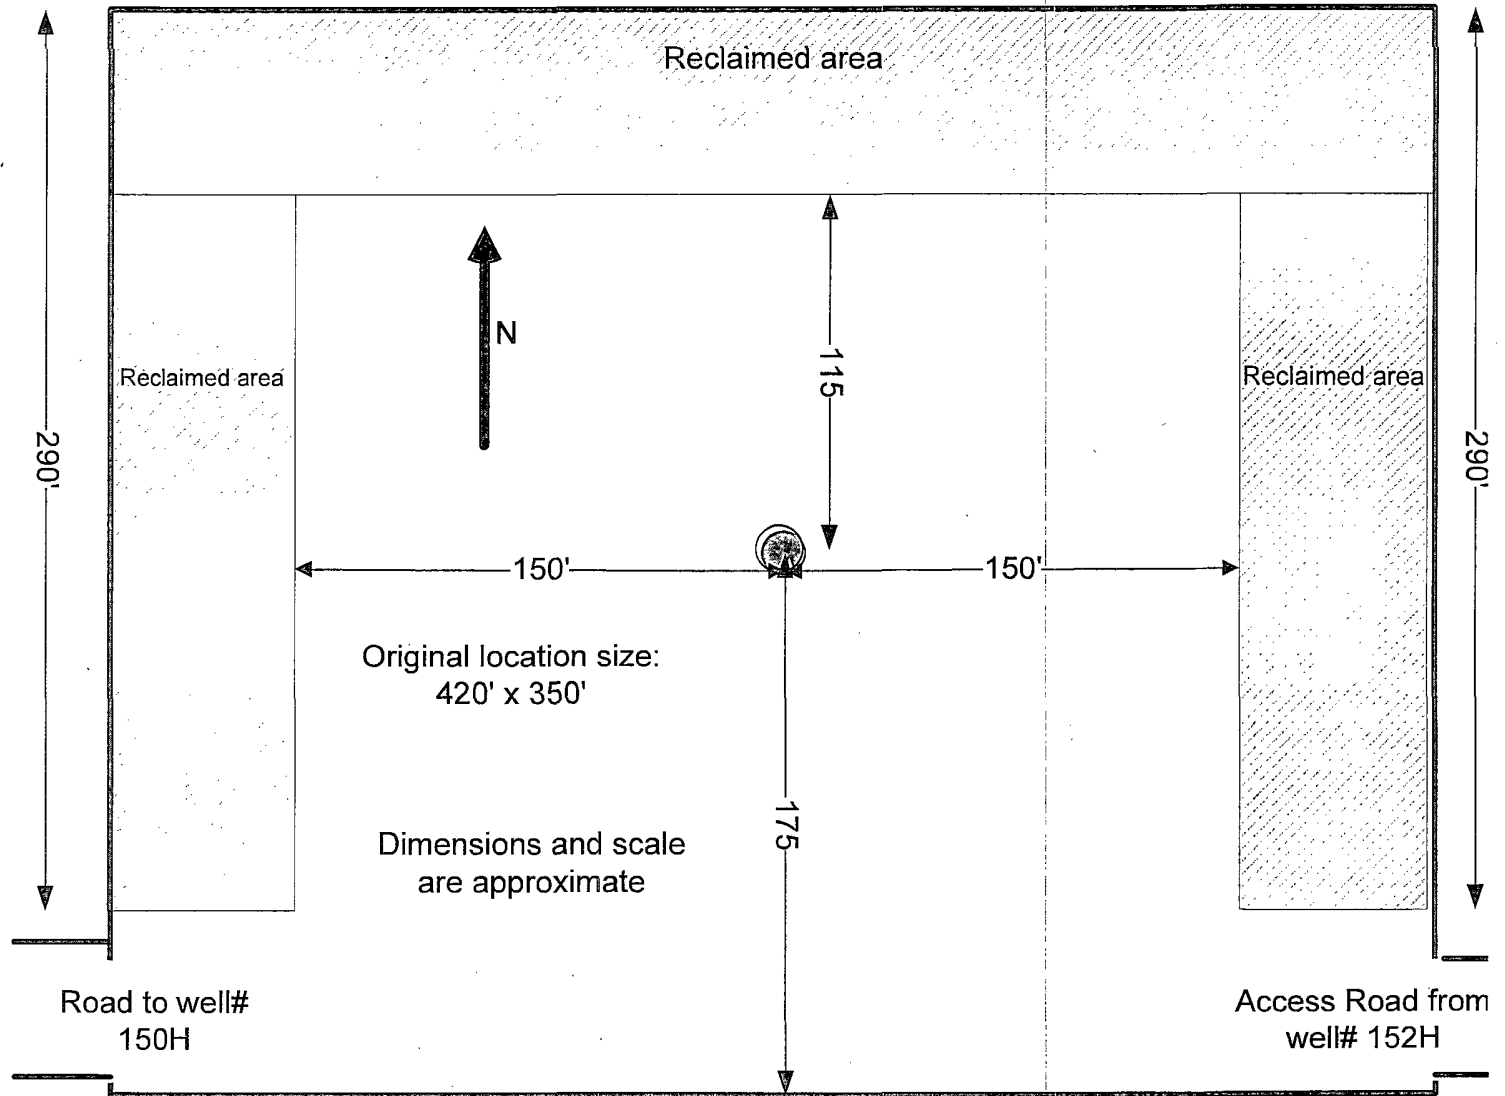 Reclaimed area
N
115
Reclaimed area
Reclaimed area
290'
290'
150'
150'
Original location size:
420' x 350'
175
Dimensions and scale
are approximate
Road to well#
150H
Access Road from
well# 152H